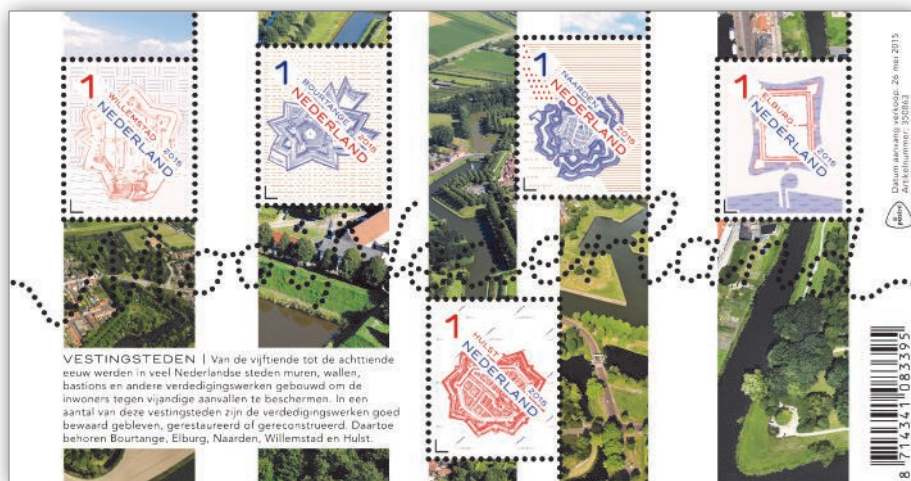 1
WILLEMSTAD
NEDERLAND
2015
1
BOURTANGE
NEDERLAND
2015
1
NAARDEN
NEDERLAND
2015
1
ELBURG
NEDERLAND
2015
Datum aanvang verkoop: 26 mei 2015
Artikelnummer: 350863
postnl
1
HULST
NEDERLAND
2015
VESTINGSTEDEN | Van de vijftiende tot de achttiende
eeuw werden in veel Nederlandse steden muren, wallen,
bastions en andere verdedigingswerken gebouwd om de
inwoners tegen vijandige aanvallen te beschermen. In een
aantal van deze vestingsteden zijn de verdedigingswerken goed
bewaard gebleven, gerestaureerd of gereconstrueerd. Daartoe
behoren Bourtange, Elburg, Naarden, Willemstad en Hulst.
8 714341 083395